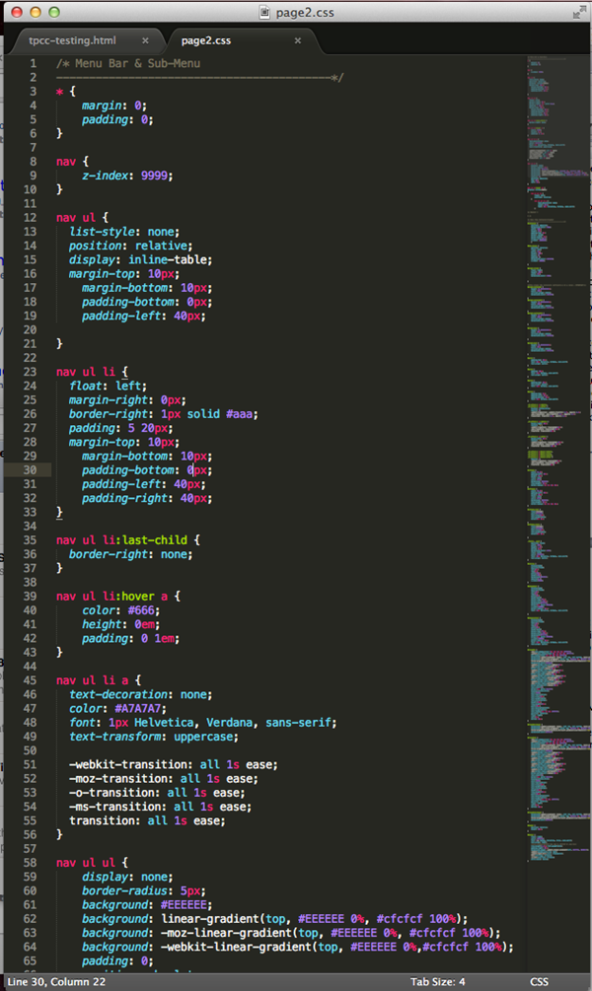 page2.css
tpcc-testing.html × page2.css ×
1 /* Menu Bar & Sub-Menu
2 ------------------------------------------*/
3 * {
4 margin: 0;
5 padding: 0;
6 }
7
8 nav {
9 z-index: 9999;
10 }
11
12 nav ul {
13 list-style: none;
14 position: relative;
15 display: inline-table;
16 margin-top: 10px;
17 margin-bottom: 10px;
18 padding-bottom: 0px;
19 padding-left: 40px;
20
21 }
22
23 nav ul li {
24 float: left;
25 margin-right: 0px;
26 border-right: 1px solid #aaa;
27 padding: 5 20px;
28 margin-top: 10px;
29 margin-bottom: 10px;
30 padding-bottom: 0px;
31 padding-left: 40px;
32 padding-right: 40px;
33 }
34
35 nav ul li:last-child {
36 border-right: none;
37 }
38
39 nav ul li:hover a {
40 color: #666;
41 height: 0em;
42 padding: 0 1em;
43 }
44
45 nav ul li a {
46 text-decoration: none;
47 color: #A7A7A7;
48 font: 1px Helvetica, Verdana, sans-serif;
49 text-transform: uppercase;
50
51 -webkit-transition: all 1s ease;
52 -moz-transition: all 1s ease;
53 -o-transition: all 1s ease;
54 -ms-transition: all 1s ease;
55 transition: all 1s ease;
56 }
57
58 nav ul ul {
59 display: none;
60 border-radius: 5px;
61 background: #EEEEEE;
62 background: linear-gradient(top, #EEEEEE 0%, #cfcfcf 100%);
63 background: -moz-linear-gradient(top, #EEEEEE 0%, #cfcfcf 100%);
64 background: -webkit-linear-gradient(top, #EEEEEE 0%,#cfcfcf 100%);
65 padding: 0;
Line 30, Column 22 Tab Size: 4 CSS